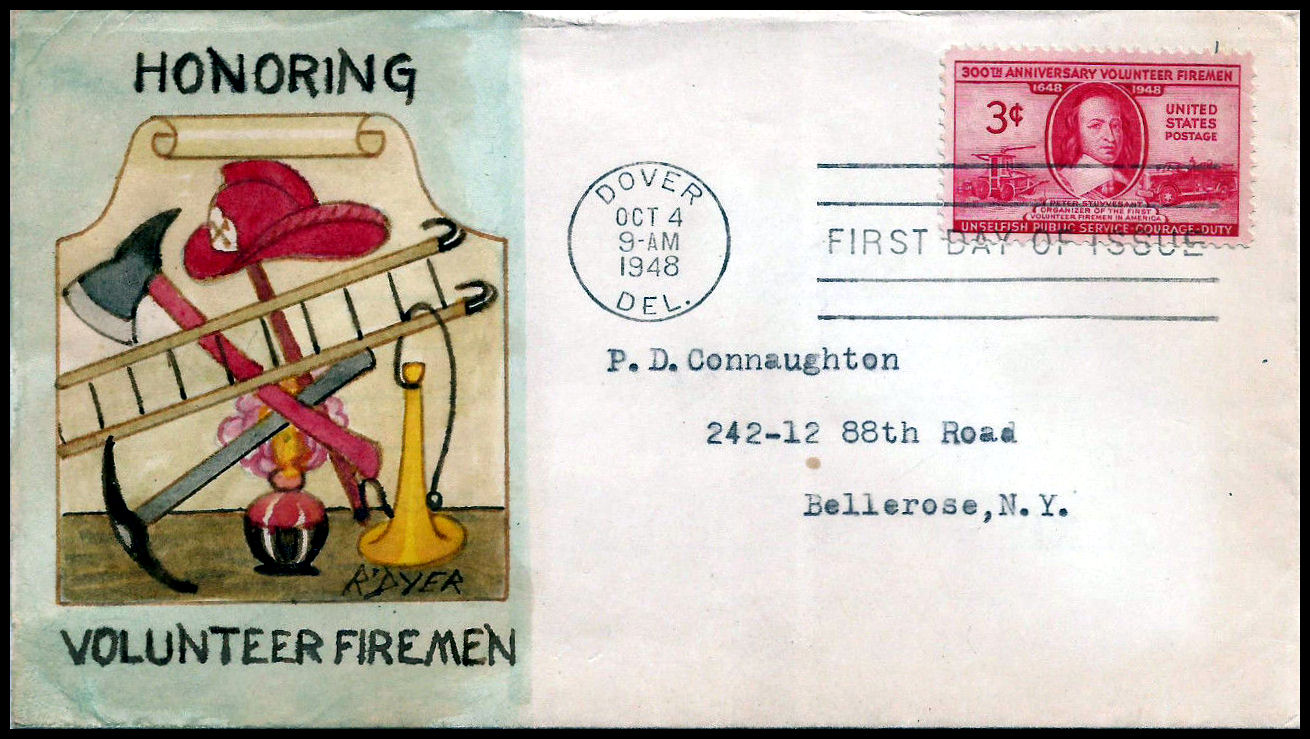 HONORING
R'DYER
VOLUNTEER FIREMEN
300TH ANNIVERSARY VOLUNTEER FIREMEN
1648 1948
3¢
UNITED
STATES
POSTAGE
PETER STUYVESANT
ORGANIZER OF THE FIRST
VOLUNTEER FIREMEN IN AMERICA
UNSELFISH PUBLIC SERVICE-COURAGE-DUTY
DOVER
OCT 4
9-AM
1948
DEL.
FIRST DAY OF ISSUE
P.D.Connaughton
242-12 88th Road
Bellerose,N.Y.